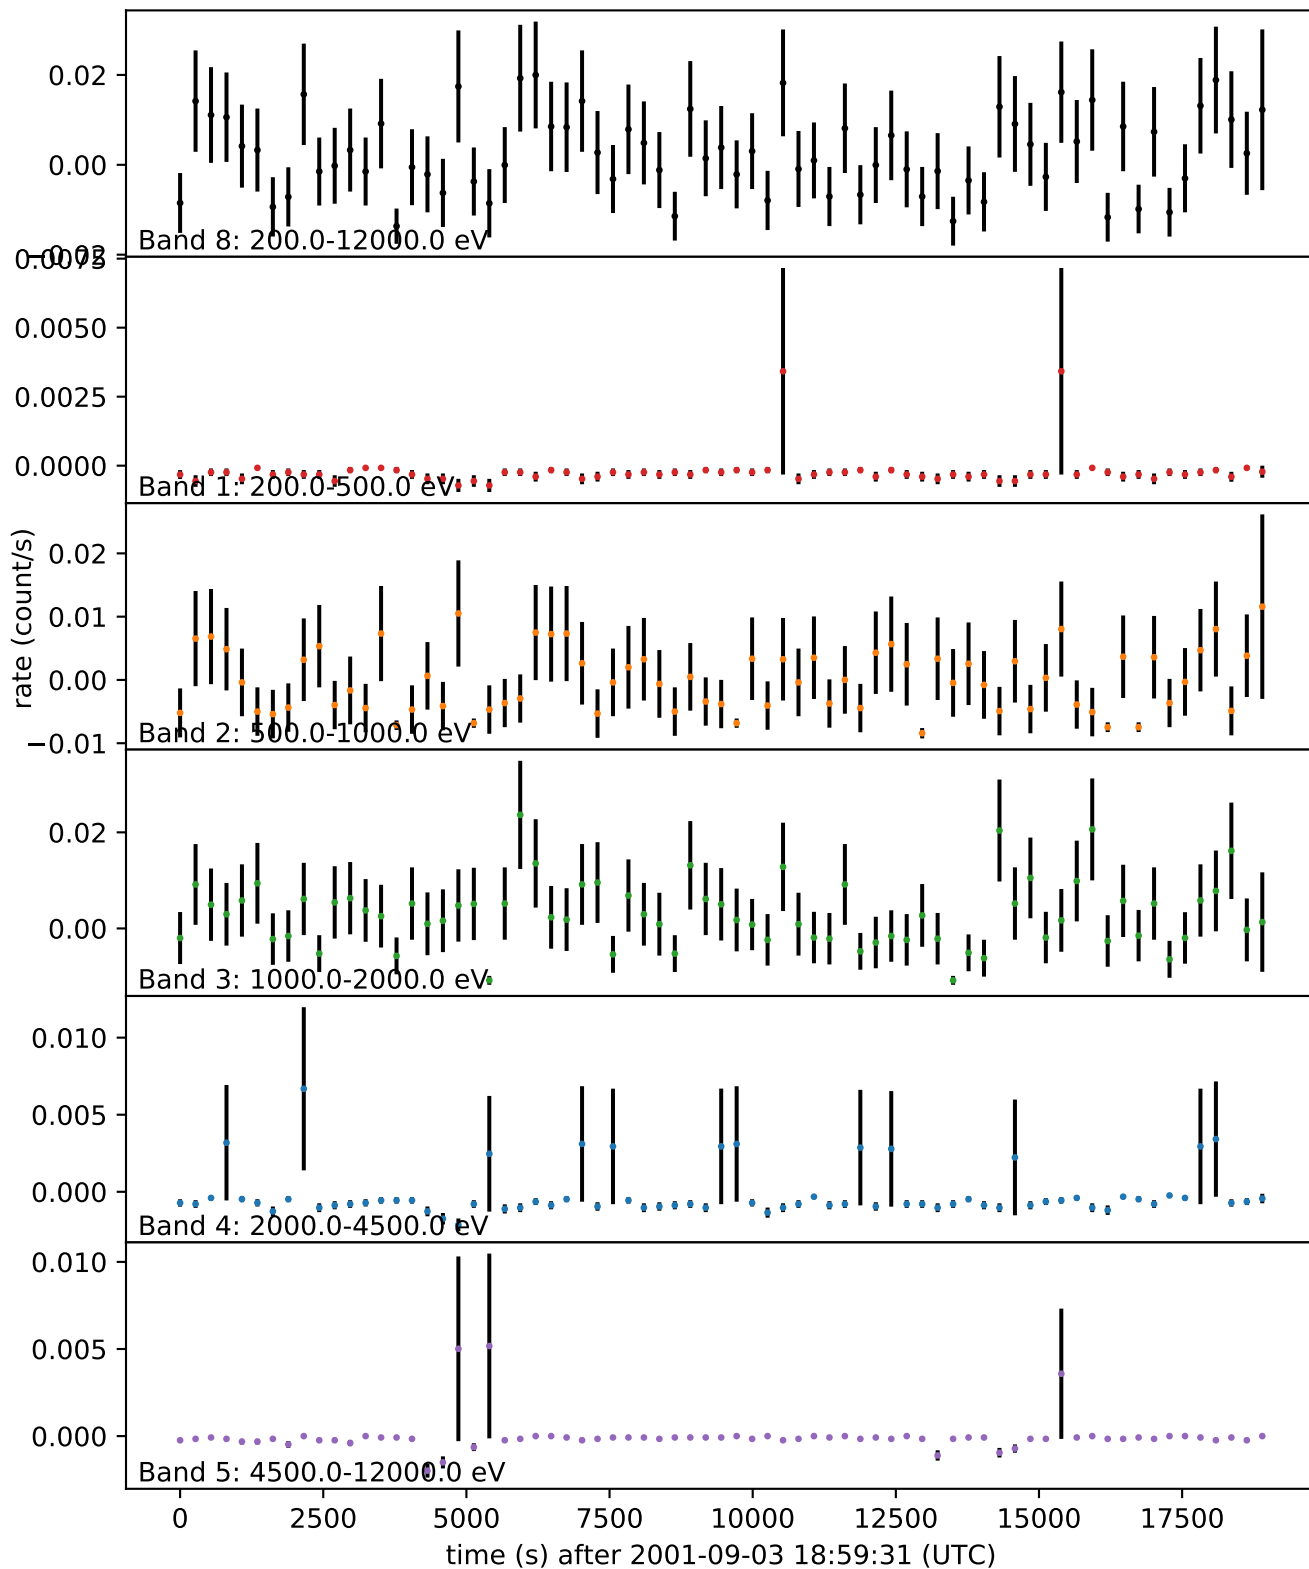 0.02
0.00
−0.02
Band 8: 200.0-12000.0 eV
0.0075
0.0050
0.0025
0.0000
Band 1: 200.0-500.0 eV
rate (count/s)
0.02
0.01
0.00
−0.01
Band 2: 500.0-1000.0 eV
0.02
0.00
Band 3: 1000.0-2000.0 eV
0.010
0.005
0.000
Band 4: 2000.0-4500.0 eV
0.010
0.005
0.000
Band 5: 4500.0-12000.0 eV
0 2500 5000 7500 10000 12500 15000 17500
time (s) after 2001-09-03 18:59:31 (UTC)